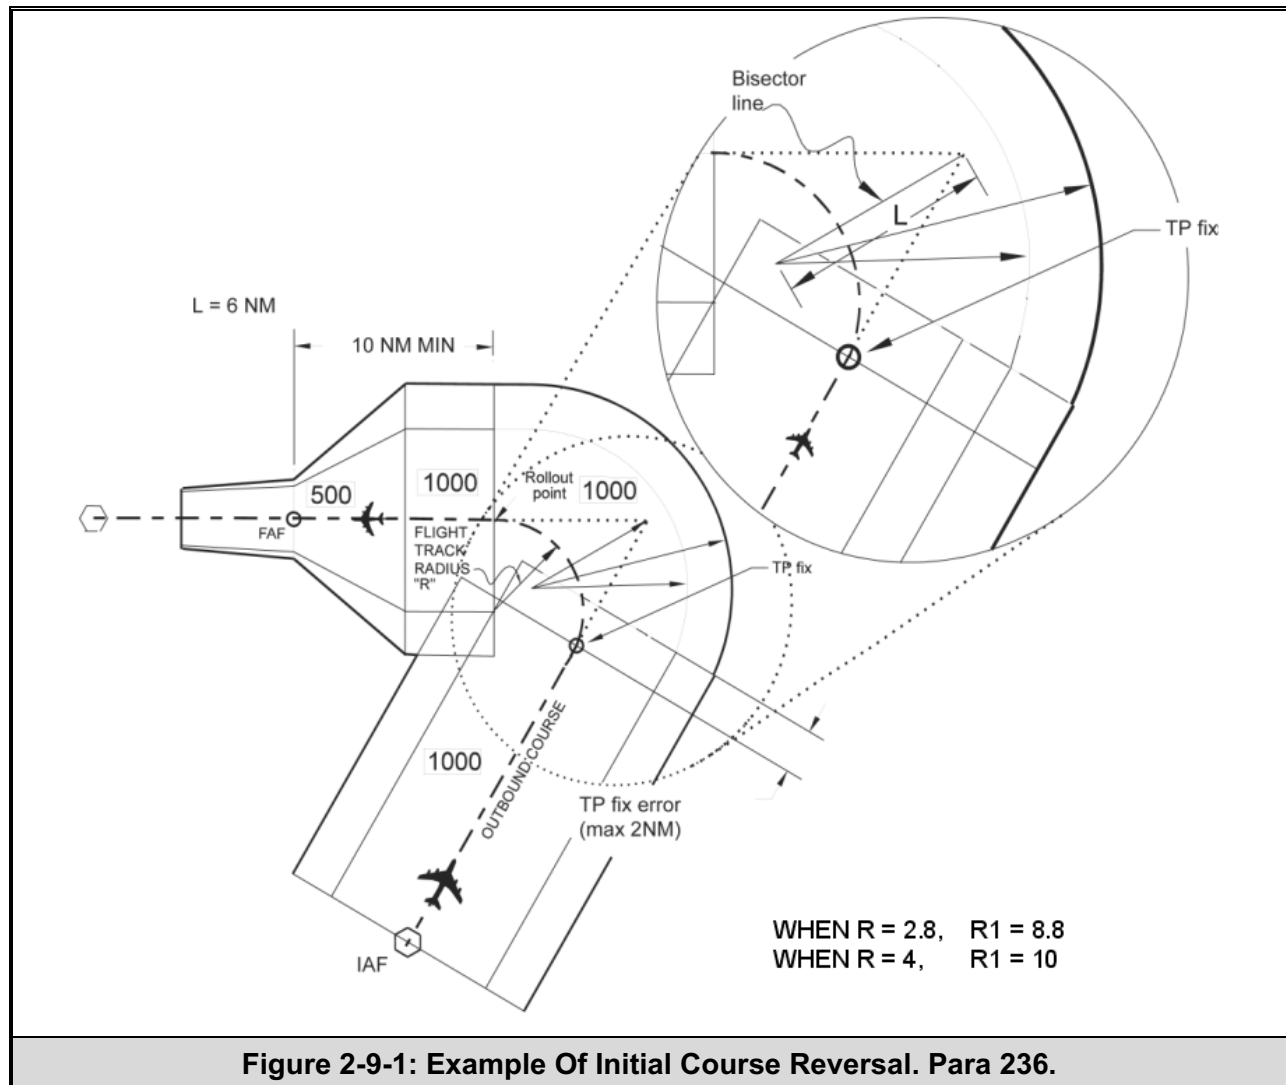 Bisector
line
L
TP fix
L = 6 NM
10 NM MIN
500
1000
Rollout
point
1000
FAF
FLIGHT
TRACK
RADIUS
"R"
TP fix
1000
OUTBOUND COURSE
TP fix error
(max 2NM)
IAF
WHEN R = 2.8, R1 = 8.8
WHEN R = 4, R1 = 10
Figure 2-9-1: Example Of Initial Course Reversal. Para 236.